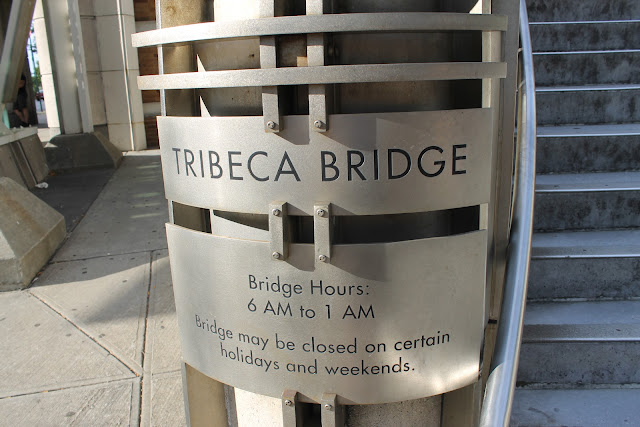 TRIBECA BRIDGE
Bridge Hours:
6 AM to 1 AM
Bridge may be closed on certain
holidays and weekends.